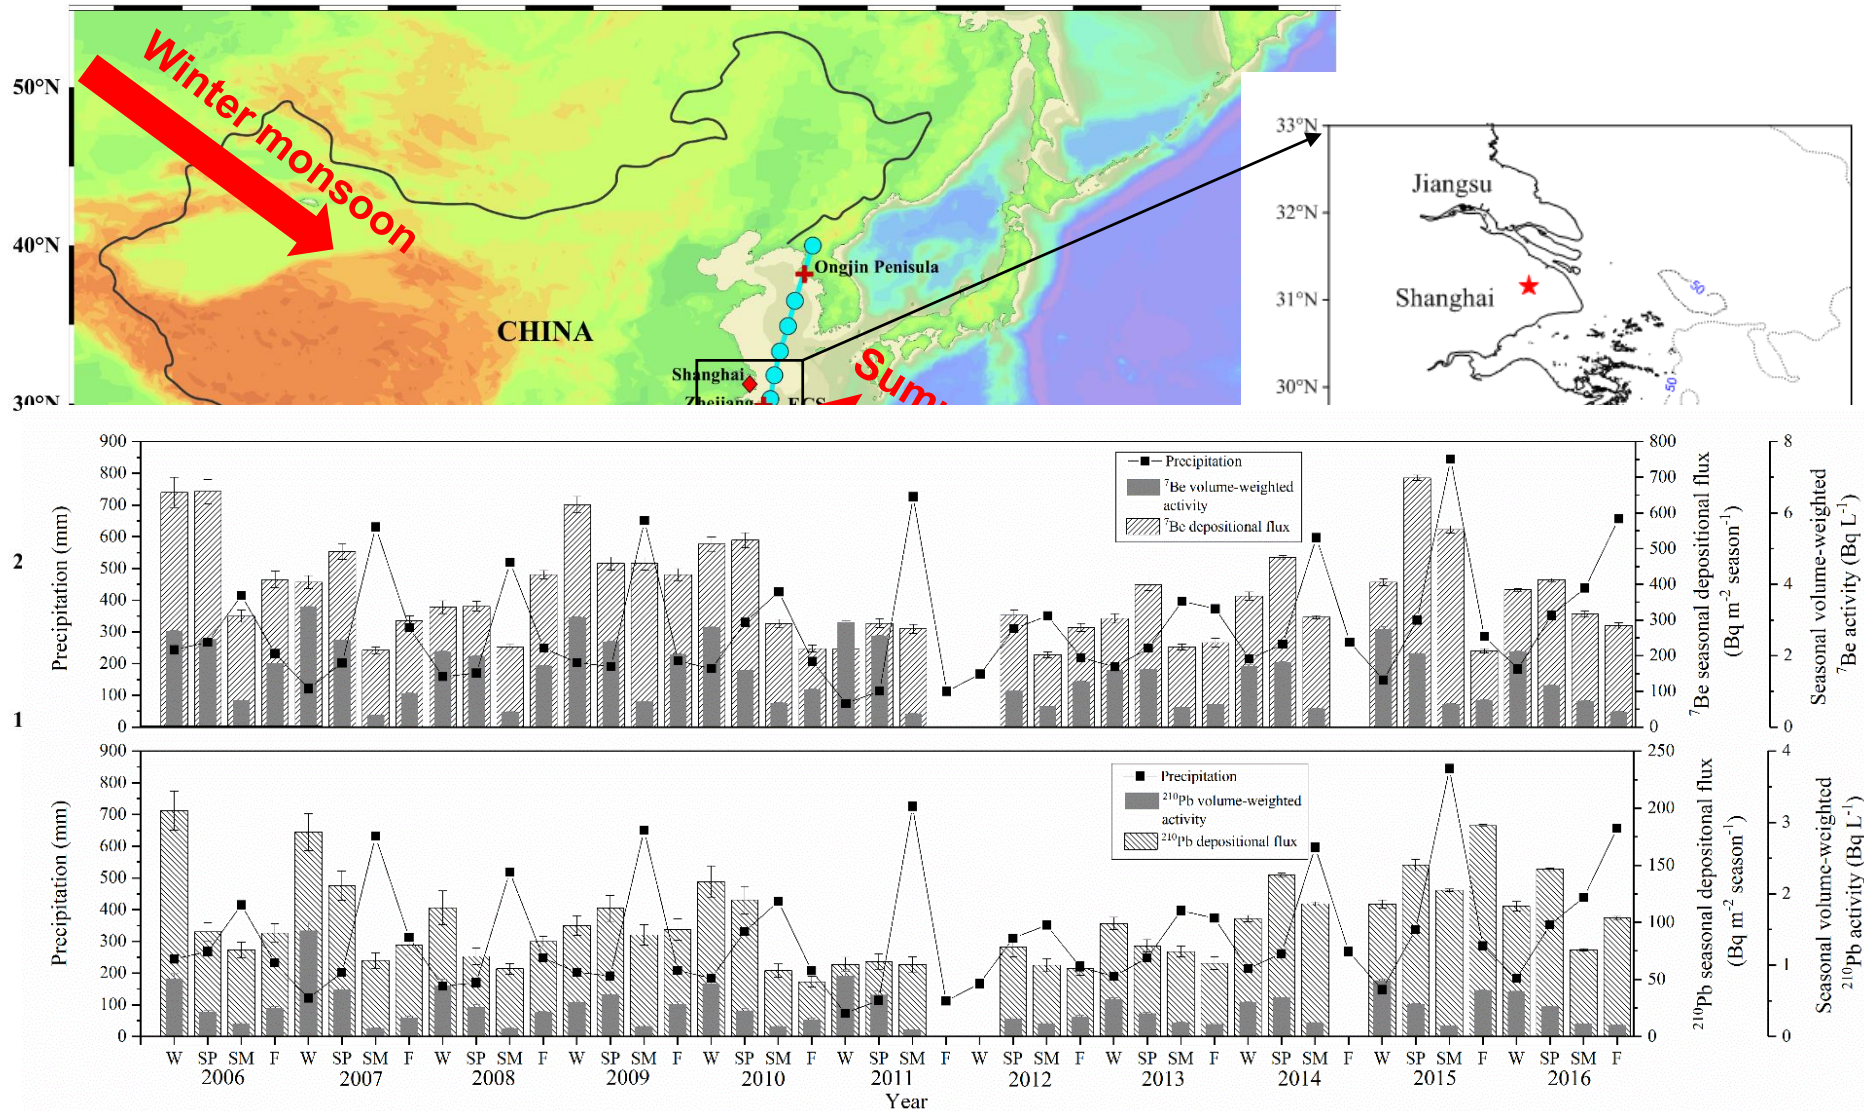 50°N
40°N
30°N
2
1
Winter monsoon
CHINA
Ongjin Penisula
Shanghai
Zhejiang
ECS
Sum
33°N
32°N
31°N
30°N
Jiangsu
Shanghai
50
50
Precipitation (mm)
900
800
700
600
500
400
300
200
100
0
Precipitation
⁷Be volume-weighted
activity
⁷Be depositional flux
800
700
600
500
400
300
200
100
0
⁷Be seasonal depositional flux
(Bq m⁻² season⁻¹)
8
6
4
2
0
Seasonal volume-weighted
⁷Be activity (Bq L⁻¹)
Precipitation (mm)
900
800
700
600
500
400
300
200
100
0
Precipitation
²¹⁰Pb volume-weighted
activity
²¹⁰Pb depositional flux
250
200
150
100
50
0
²¹⁰Pb seasonal depositonal flux
(Bq m⁻² season⁻¹)
4
3
2
1
0
Seasonal volume-weighted
²¹⁰Pb activity (Bq L⁻¹)
W SP SM F W SP SM F W SP SM F W SP SM F W SP SM F W SP SM F W SP SM F W SP SM F W SP SM F W SP SM F W SP SM F
2006 2007 2008 2009 2010 2011 2012 2013 2014 2015 2016
Year